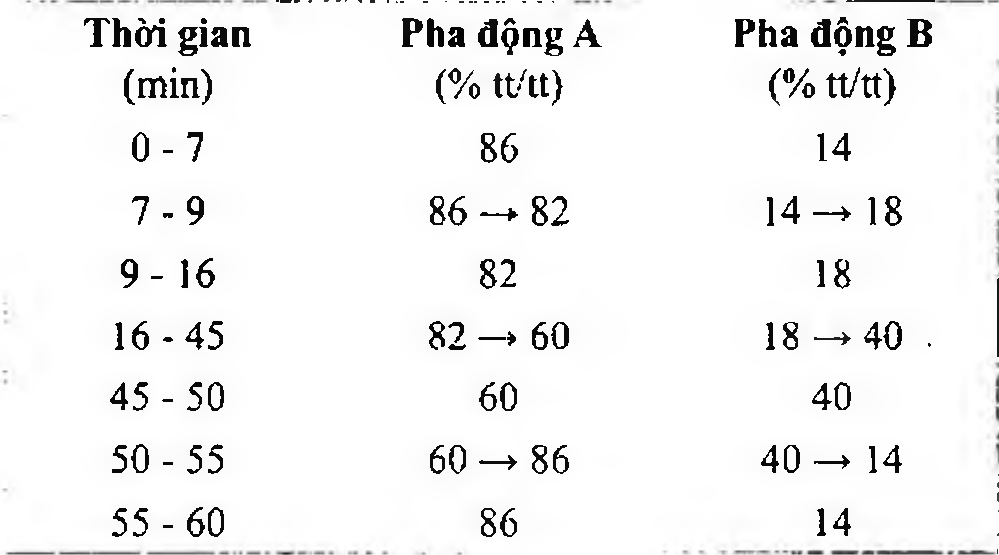 Thời gian Pha động A Pha động B
(min) (% tt/tt) (% tt/tt)
0 - 7 86 14
7 - 9 86 → 82 14 → 18
9 - 16 82 18
16 - 45 82 → 60 18 → 40
45 - 50 60 40
50 - 55 60 → 86 40 → 14
55 - 60 86 14